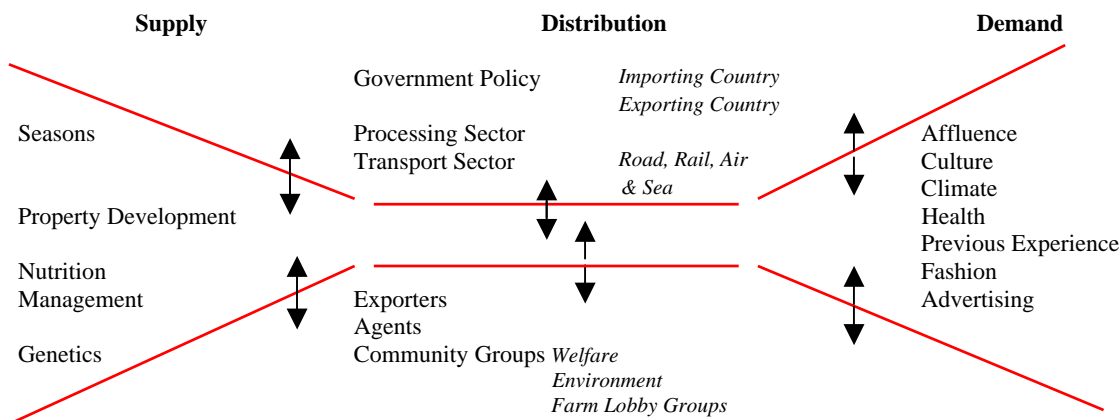 Supply
Distribution
Demand
Seasons
Property Development
Nutrition
Management
Genetics
Government Policy
Importing Country
Exporting Country
Processing Sector
Transport Sector
Road, Rail, Air
& Sea
Exporters
Agents
Community Groups Welfare
Environment
Farm Lobby Groups
Affluence
Culture
Climate
Health
Previous Experience
Fashion
Advertising